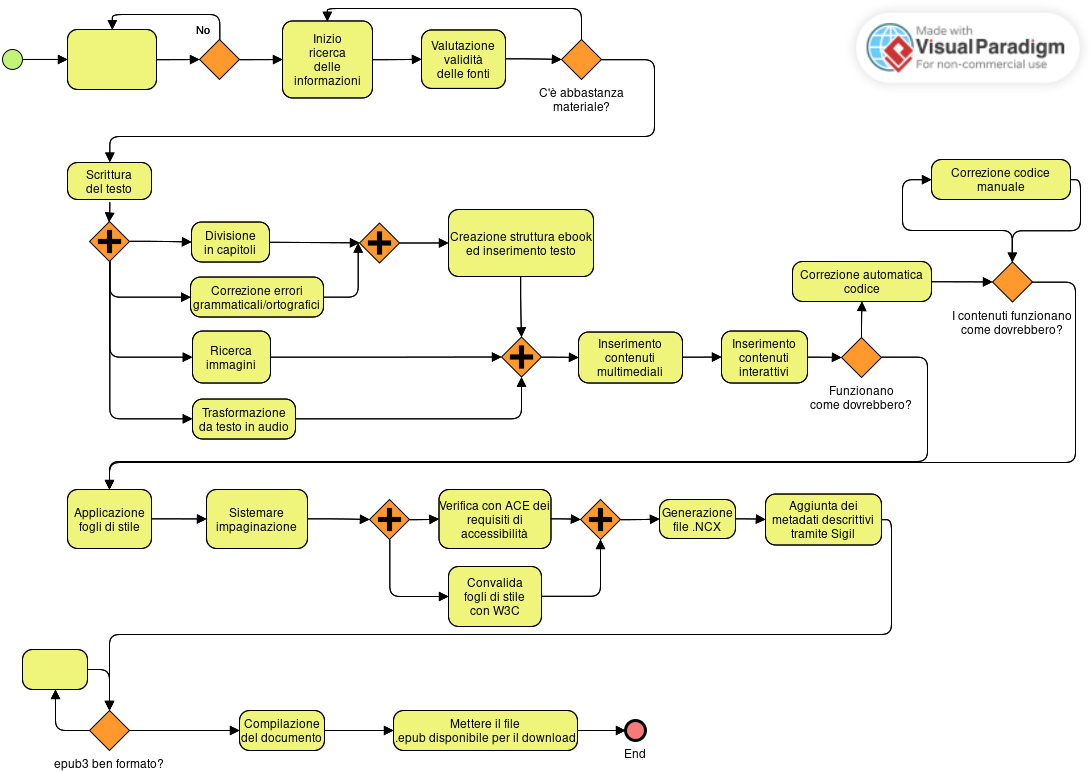 Made with
Visual Paradigm
For non-commercial use
No
Inizio
ricerca
delle
informazioni
Valutazione
validità
delle fonti
C'è abbastanza
materiale?
Scrittura
del testo
Correzione codice
manuale
Divisione
in capitoli
Creazione struttura ebook
ed inserimento testo
Correzione errori
grammaticali/ortografici
Correzione automatica
codice
I contenuti funzionano
come dovrebbero?
Ricerca
immagini
Inserimento
contenuti
multimediali
Inserimento
contenuti
interattivi
Funzionano
come dovrebbero?
Trasformazione
da testo in audio
Applicazione
fogli di stile
Sistemare
impaginazione
Verifica con ACE dei
requisiti di
accessibilità
Generazione
file .NCX
Aggiunta dei
metadati descrittivi
tramite Sigil
Convalida
fogli di stile
con W3C
epub3 ben formato?
Compilazione
del documento
Mettere il file
.epub disponibile per il download
End